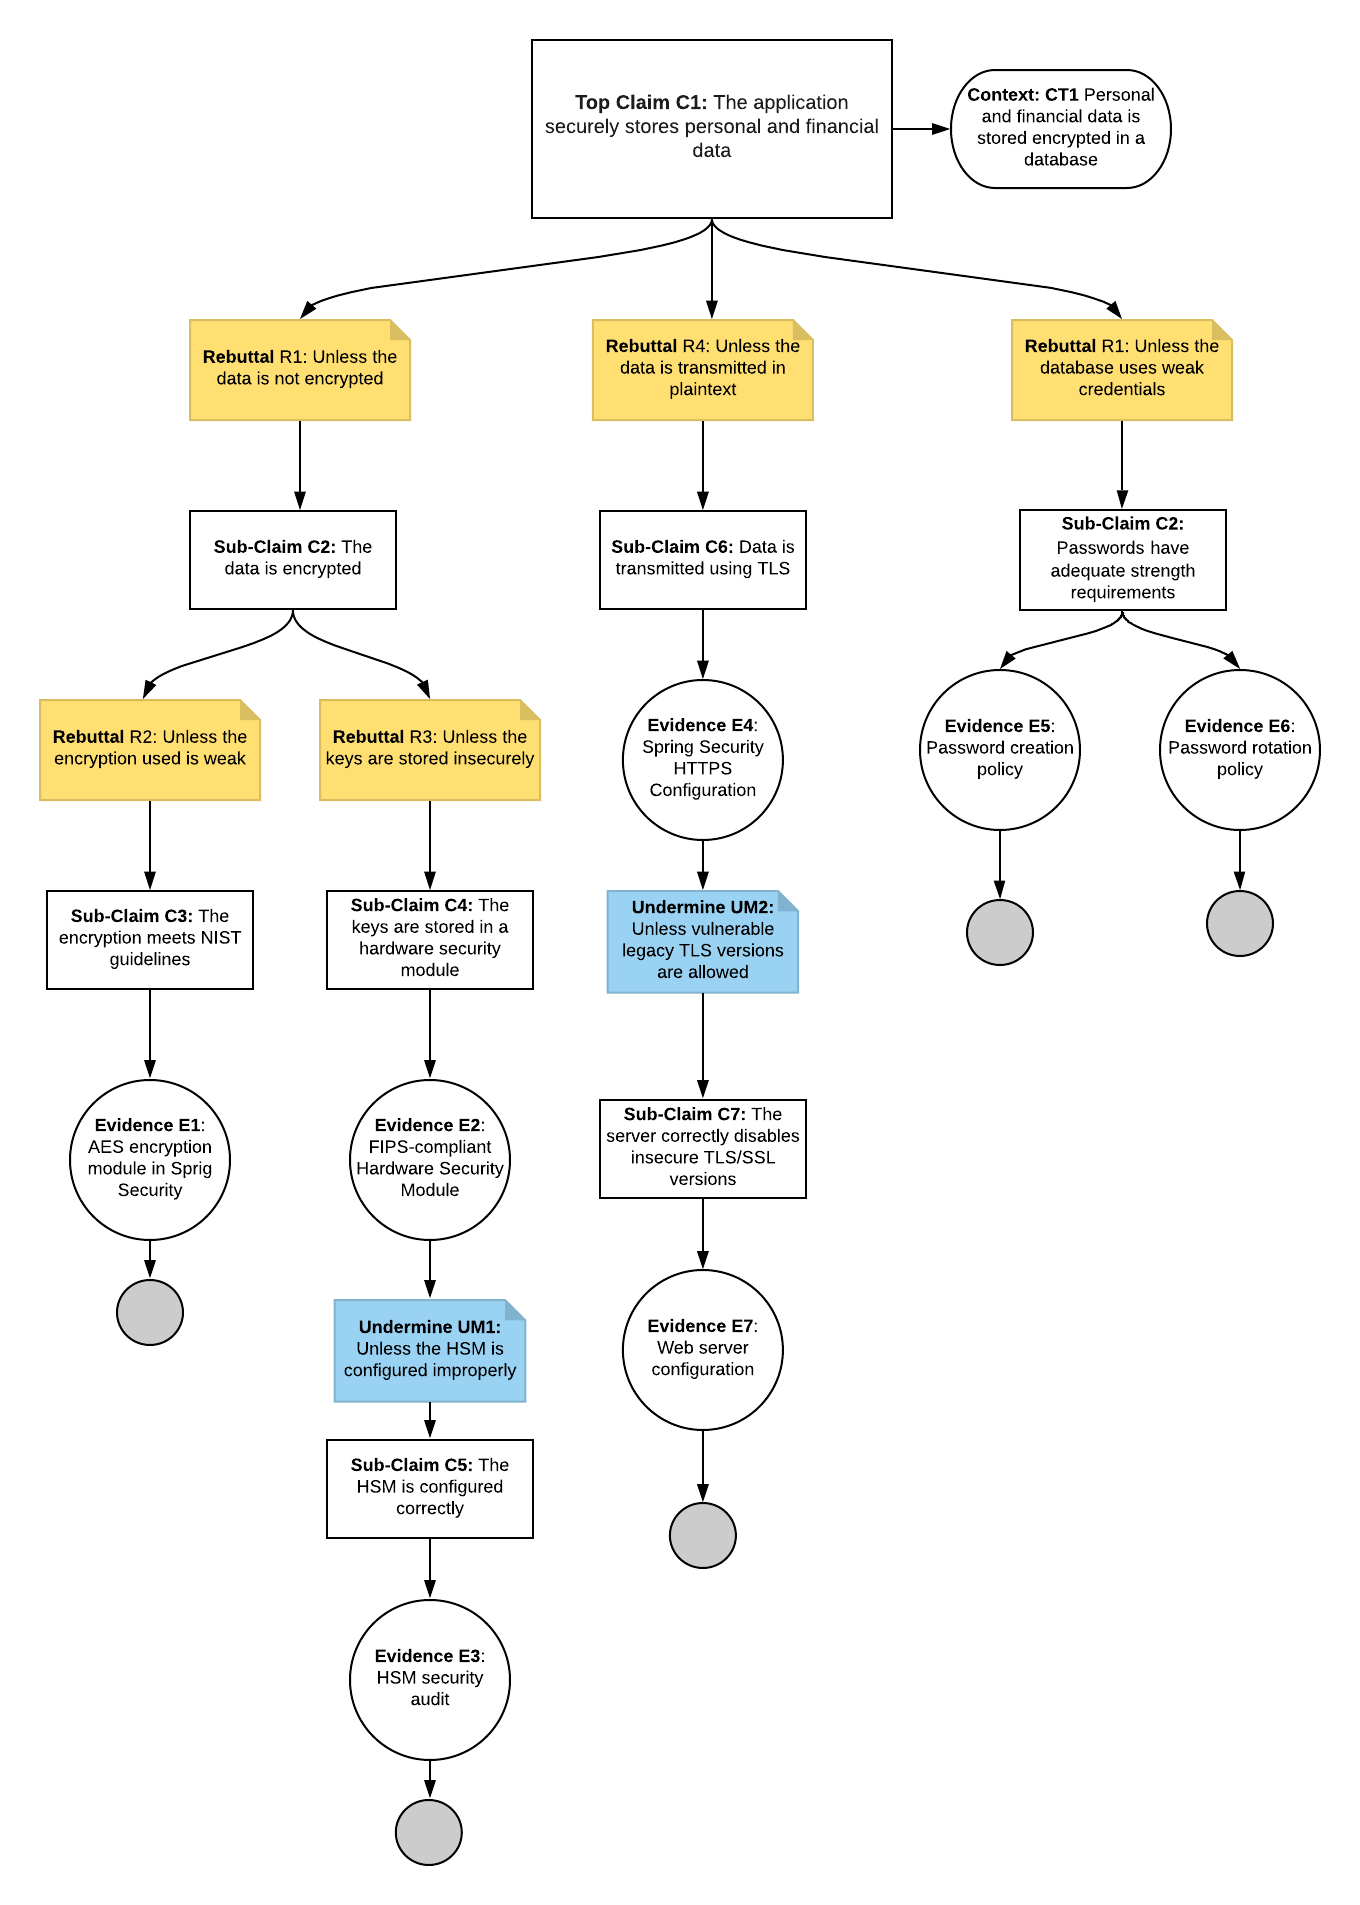 Top Claim C1: The application
securely stores personal and financial
data
Context: CT1 Personal
and financial data is
stored encrypted in a
database
Rebuttal R1: Unless the
data is not encrypted
Rebuttal R4: Unless the
data is transmitted in
plaintext
Rebuttal R1: Unless the
database uses weak
credentials
Sub-Claim C2: The
data is encrypted
Sub-Claim C6: Data is
transmitted using TLS
Sub-Claim C2:
Passwords have
adequate strength
requirements
Rebuttal R2: Unless the
encryption used is weak
Rebuttal R3: Unless the
keys are stored insecurely
Evidence E4:
Spring Security
HTTPS
Configuration
Evidence E5:
Password creation
policy
Evidence E6:
Password rotation
policy
Sub-Claim C3: The
encryption meets NIST
guidelines
Sub-Claim C4: The
keys are stored in a
hardware security
module
Undermine UM2:
Unless vulnerable
legacy TLS versions
are allowed
Evidence E1:
AES encryption
module in Sprig
Security
Evidence E2:
FIPS-compliant
Hardware Security
Module
Sub-Claim C7: The
server correctly disables
insecure TLS/SSL
versions
Undermine UM1:
Unless the HSM is
configured improperly
Evidence E7:
Web server
configuration
Sub-Claim C5: The
HSM is configured
correctly
Evidence E3:
HSM security
audit